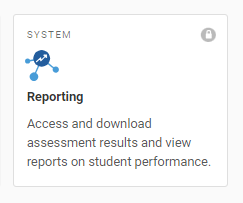 SYSTEM
Reporting
Access and download
assessment results and view
reports on student performance.